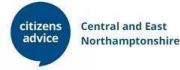 citizens
advice
Central and East
Northamptonshire